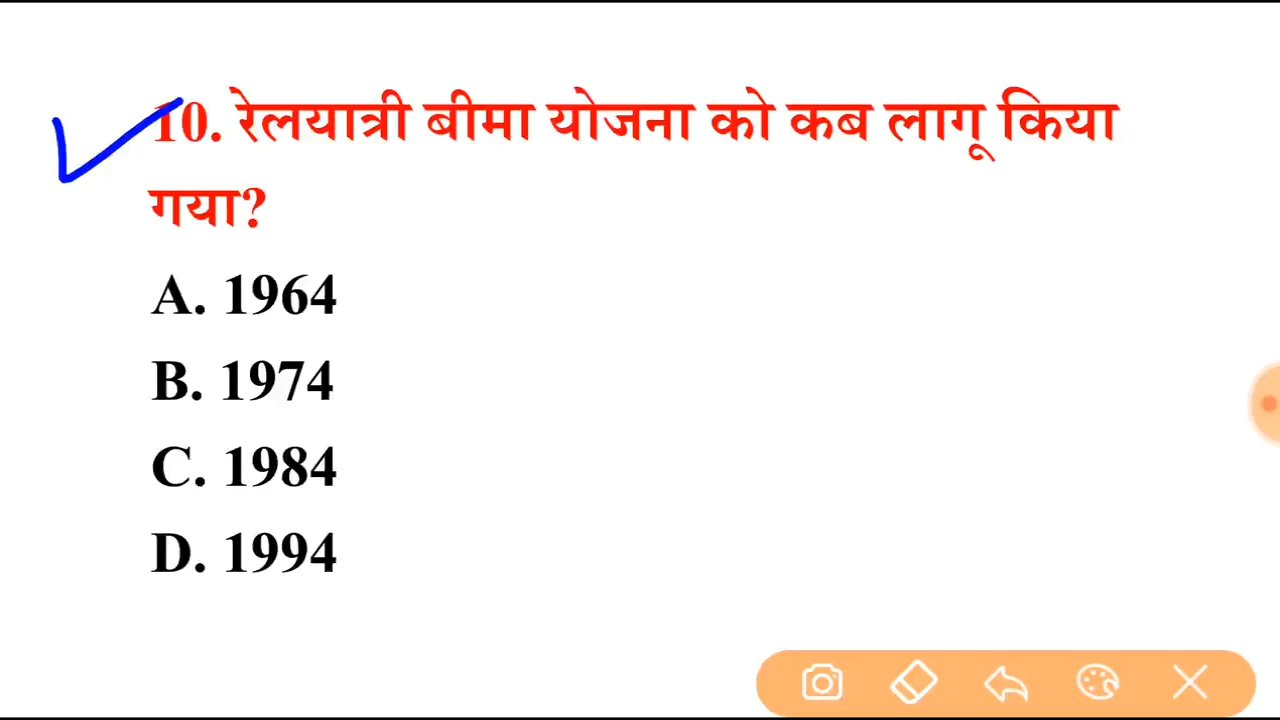 10. रेलयात्री बीमा योजना को कब लागू किया
गया?
A. 1964
B. 1974
C. 1984
D. 1994